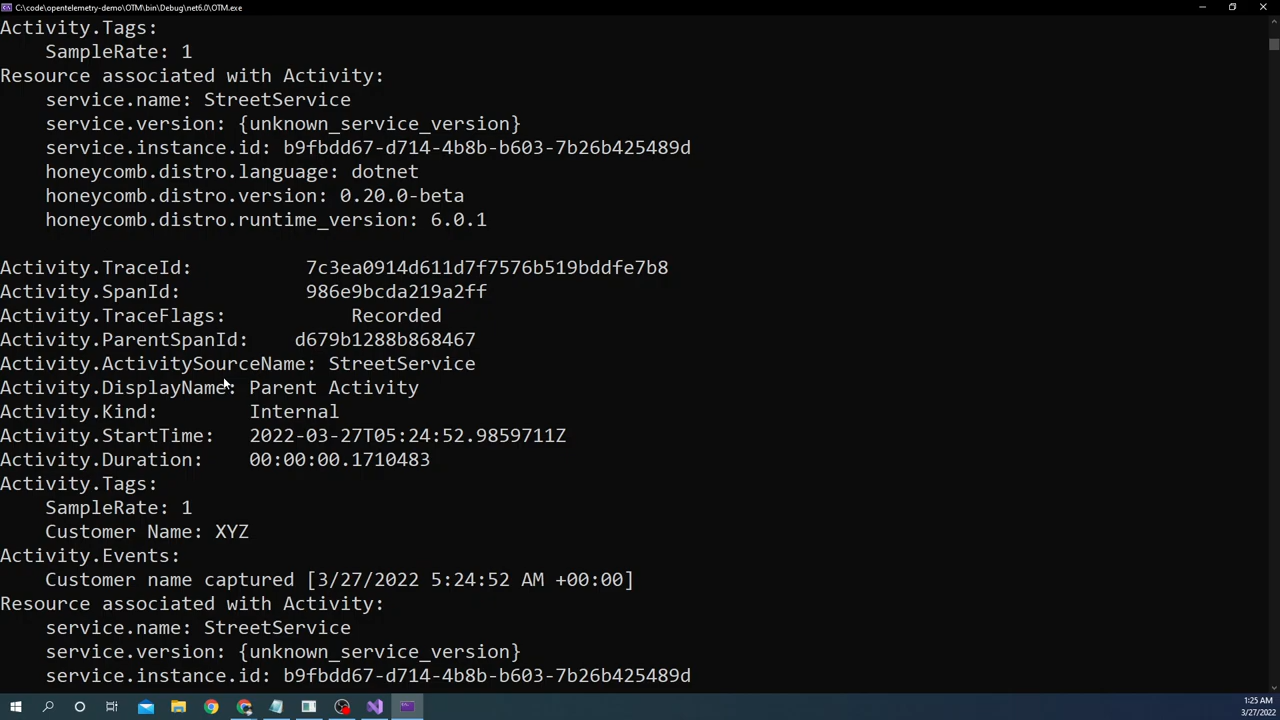 C:\code\opentelemetry-demo\OTM\bin\Debug\net6.0\OTM.exe
Activity.Tags:
SampleRate: 1
Resource associated with Activity:
service.name: StreetService
service.version: {unknown_service_version}
service.instance.id: b9fbdd67-d714-4b8b-b603-7b26b425489d
honeycomb.distro.language: dotnet
honeycomb.distro.version: 0.20.0-beta
honeycomb.distro.runtime_version: 6.0.1
Activity.TraceId: 7c3ea0914d611d7f7576b519bddfe7b8
Activity.SpanId: 986e9bcda219a2ff
Activity.TraceFlags: Recorded
Activity.ParentSpanId: d679b1288b868467
Activity.ActivitySourceName: StreetService
Activity.DisplayName: Parent Activity
Activity.Kind: Internal
Activity.StartTime: 2022-03-27T05:24:52.9859711Z
Activity.Duration: 00:00:00.1710483
Activity.Tags:
SampleRate: 1
Customer Name: XYZ
Activity.Events:
Customer name captured [3/27/2022 5:24:52 AM +00:00]
Resource associated with Activity:
service.name: StreetService
service.version: {unknown_service_version}
service.instance.id: b9fbdd67-d714-4b8b-b603-7b26b425489d
1:25 AM
3/27/2022